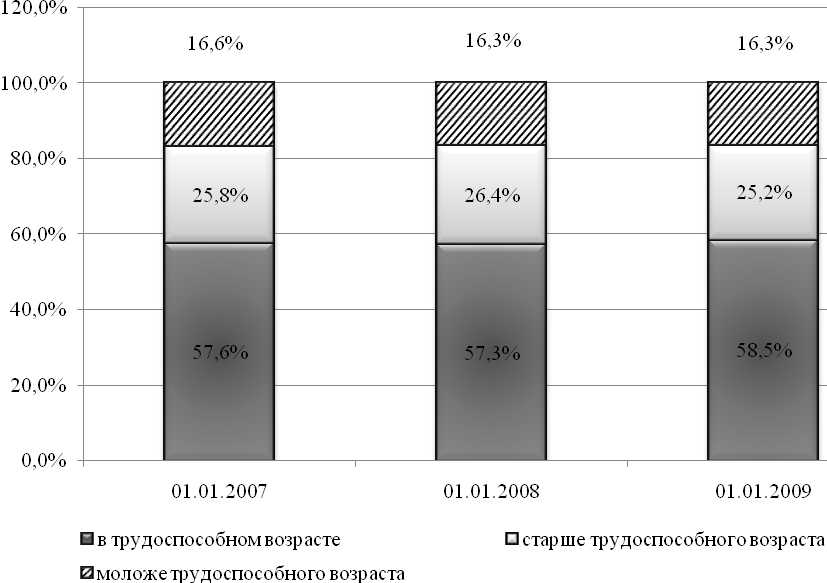 120,0%
16,6% 16,3% 16,3%
100,0%
80,0%
25,8% 26,4% 25,2%
60,0%
40,0%
57,6% 57,3% 58,5%
20,0%
0,0%
01.01.2007 01.01.2008 01.01.2009
в трудоспособном возрасте старше трудоспособного возраста
моложе трудоспособного возраста